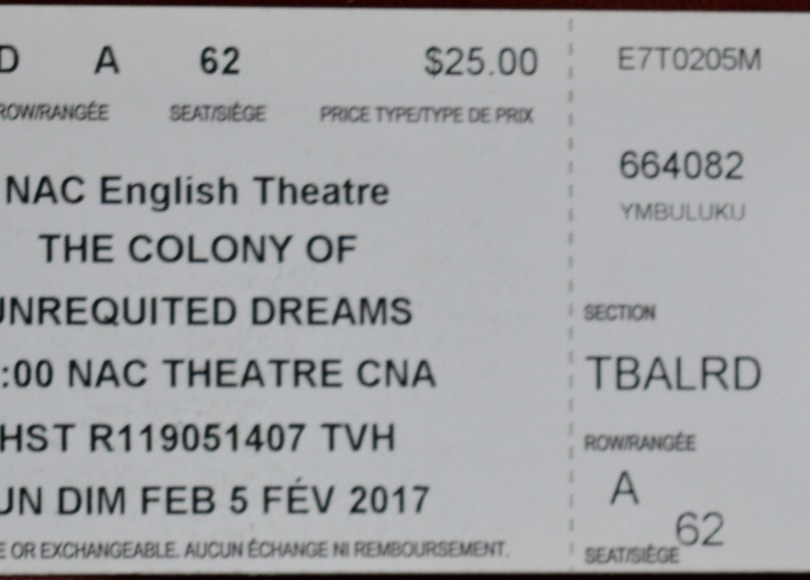 D A 62 $25.00
ROW/RANGÉE SEAT/SIÈGE PRICE TYPE/TYPE DE PRIX
NAC English Theatre
THE COLONY OF
UNREQUITED DREAMS
:00 NAC THEATRE CNA
HST R119051407 TVH
UN DIM FEB 5 FÉV 2017
E OR EXCHANGEABLE. AUCUN ÉCHANGE NI REMBOURSEMENT.
E7T0205M
664082
YMBULUKU
SECTION
TBALRD
ROW/RANGÉE
A
62
SEAT/SIÈGE